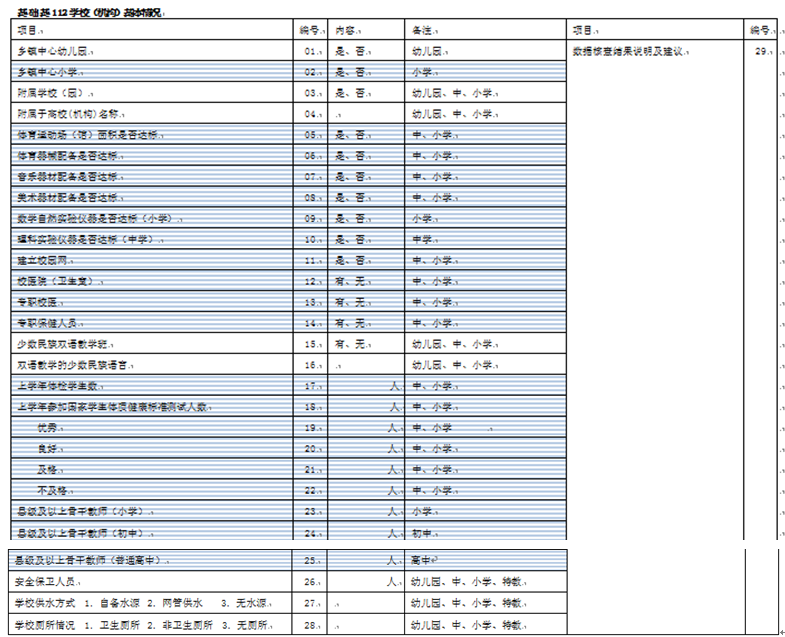 基础基112学校（机构）基本情况
项目 编号 内容 备注 项目 编号
乡镇中心幼儿园 01 是、否 幼儿园 数据核查结果说明及建议 29
乡镇中心小学 02 是、否 小学
附属学校（园） 03 是、否 幼儿园、中、小学
附属于高校(机构)名称 04 幼儿园、中、小学
体育运动场（馆）面积是否达标 05 是、否 中、小学
体育器械配备是否达标 06 是、否 中、小学
音乐器材配备是否达标 07 是、否 中、小学
美术器材配备是否达标 08 是、否 中、小学
数学自然实验仪器是否达标（小学） 09 是、否 小学
理科实验仪器是否达标（中学） 10 是、否 中学
建立校园网 11 是、否 中、小学
校医院（卫生室） 12 有、无 中、小学
专职校医 13 有、无 中、小学
专职保健人员 14 有、无 中、小学
少数民族双语教学班 15 有、无 幼儿园、中、小学
双语教学的少数民族语言 16 幼儿园、中、小学
上学年体检学生数 17 人 中、小学
上学年参加国家学生体质健康标准测试人数 18 人 中、小学
优秀 19 人 中、小学
良好 20 人 中、小学
及格 21 人 中、小学
不及格 22 人 中、小学
县级及以上骨干教师（小学） 23 人 小学
县级及以上骨干教师（初中） 24 人 初中
县级及以上骨干教师（普通高中） 25 人 高中
安全保卫人员 26 人 幼儿园、中、小学、特教
学校供水方式 1. 自备水源 2. 网管供水 3. 无水源 27 幼儿园、中、小学、特教
学校厕所情况 1. 卫生厕所 2. 非卫生厕所 3. 无厕所 28 幼儿园、中、小学、特教